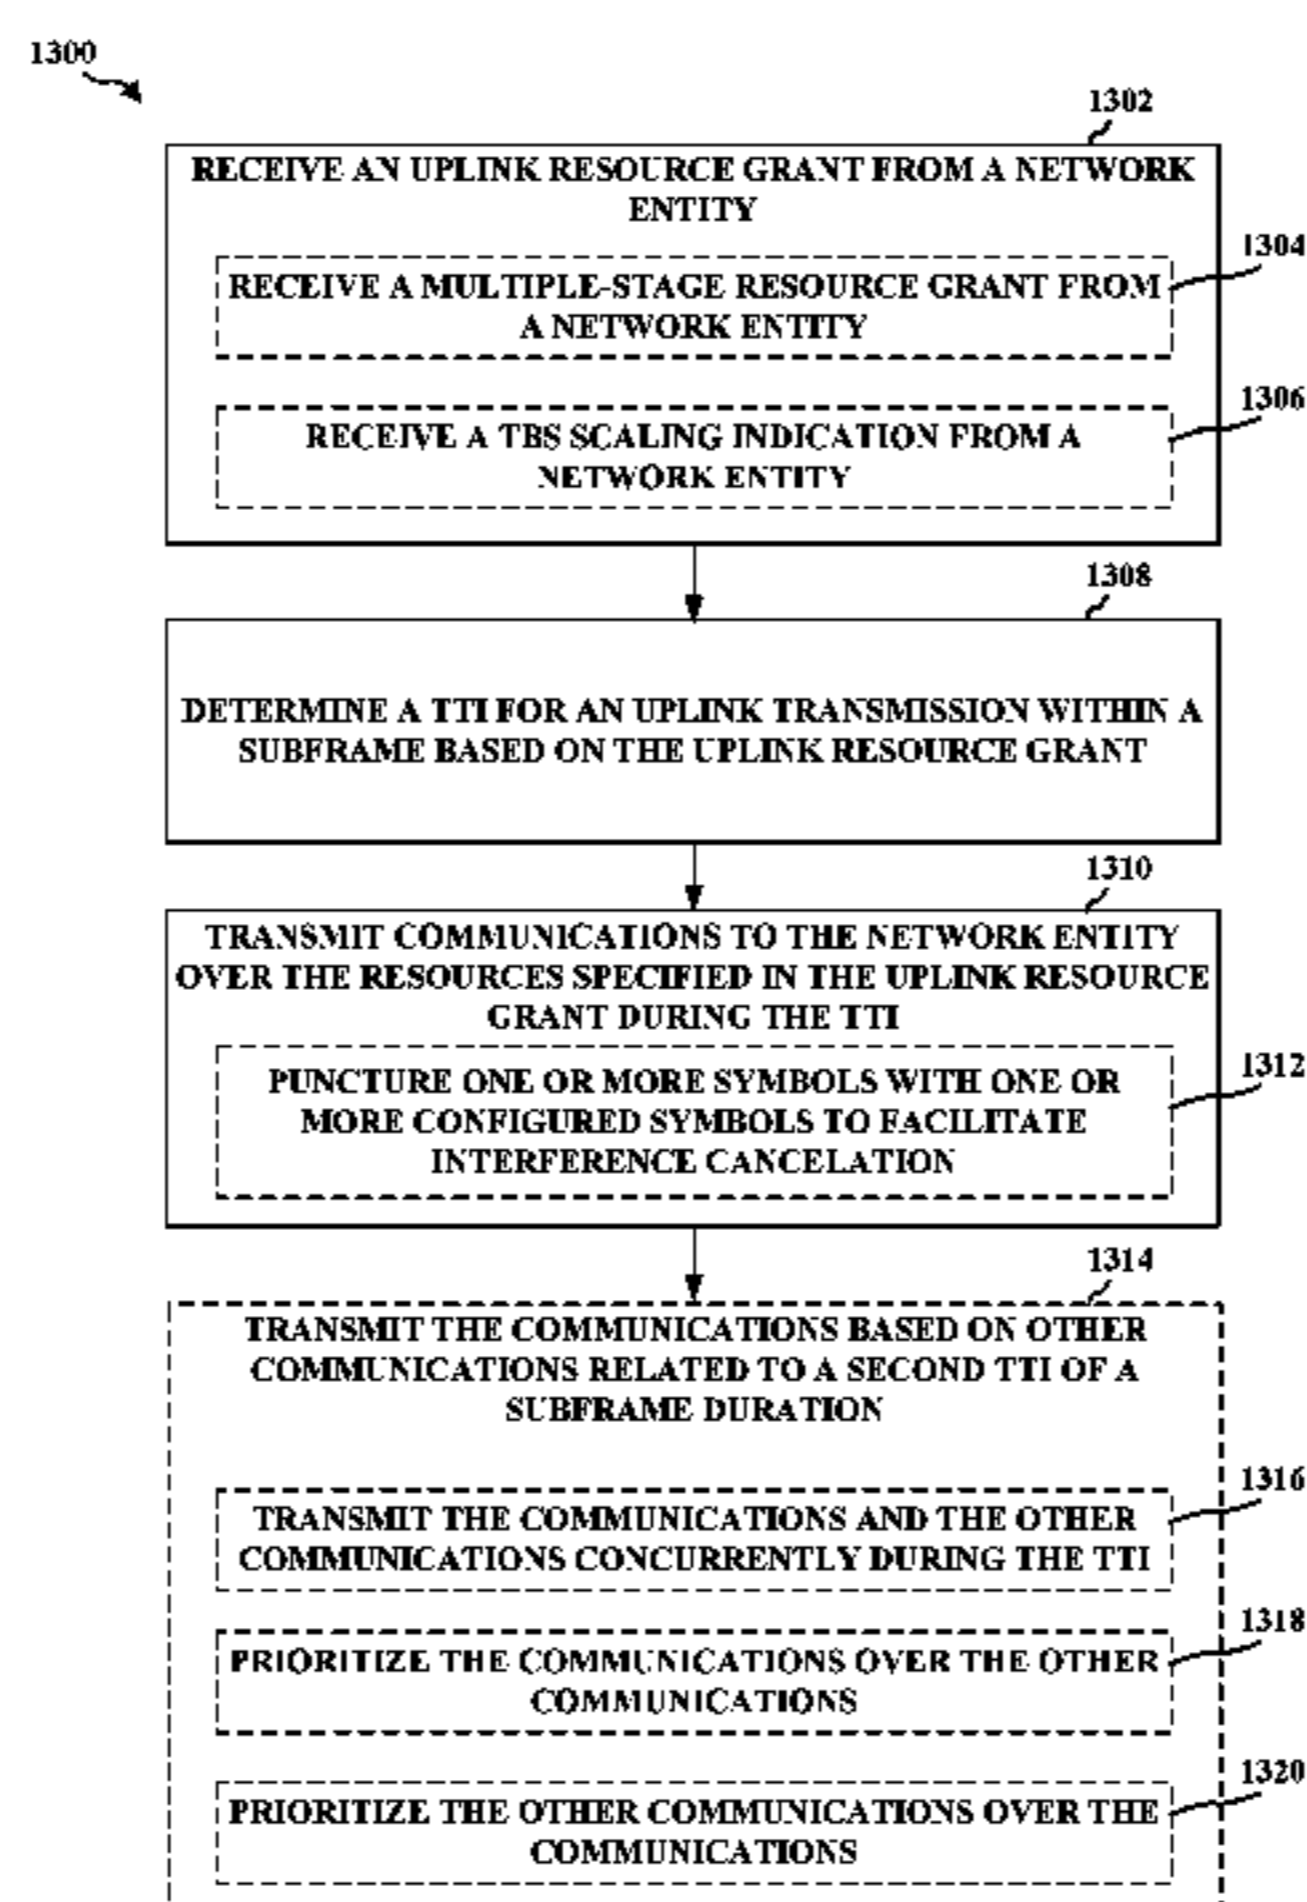 1300
1302
RECEIVE AN UPLINK RESOURCE GRANT FROM A NETWORK
ENTITY
1304
RECEIVE A MULTIPLE-STAGE RESOURCE GRANT FROM
A NETWORK ENTITY
1306
RECEIVE A TBS SCALING INDICATION FROM A
NETWORK ENTITY
1308
DETERMINE A TTI FOR AN UPLINK TRANSMISSION WITHIN A
SUBFRAME BASED ON THE UPLINK RESOURCE GRANT
1310
TRANSMIT COMMUNICATIONS TO THE NETWORK ENTITY
OVER THE RESOURCES SPECIFIED IN THE UPLINK RESOURCE
GRANT DURING THE TTI
1312
PUNCTURE ONE OR MORE SYMBOLS WITH ONE OR
MORE CONFIGURED SYMBOLS TO FACILITATE
INTERFERENCE CANCELATION
1314
TRANSMIT THE COMMUNICATIONS BASED ON OTHER
COMMUNICATIONS RELATED TO A SECOND TTI OF A
SUBFRAME DURATION
1316
TRANSMIT THE COMMUNICATIONS AND THE OTHER
COMMUNICATIONS CONCURRENTLY DURING THE TTI
1318
PRIORITIZE THE COMMUNICATIONS OVER THE OTHER
COMMUNICATIONS
1320
PRIORITIZE THE OTHER COMMUNICATIONS OVER THE
COMMUNICATIONS